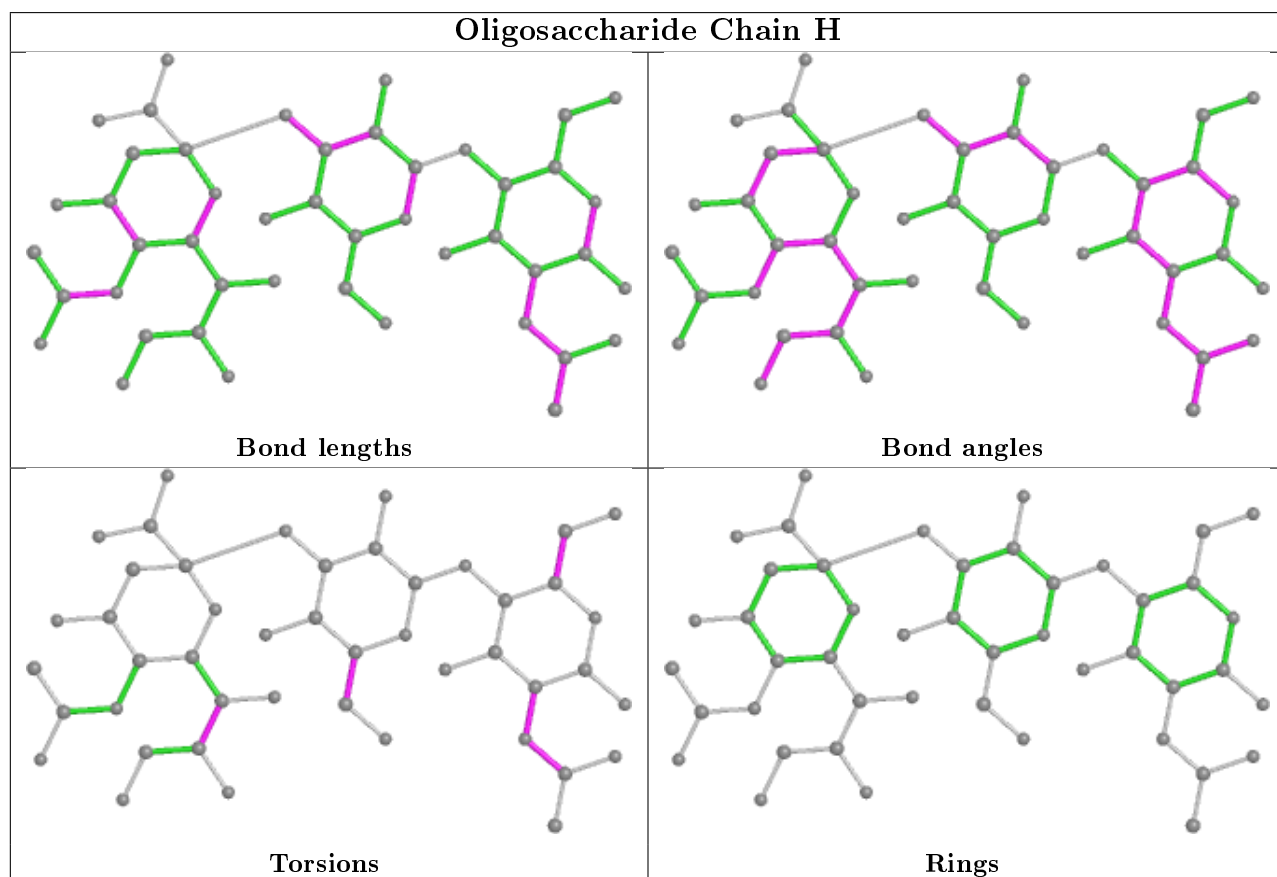 Oligosaccharide Chain H
Bond lengths
Bond angles
Torsions
Rings